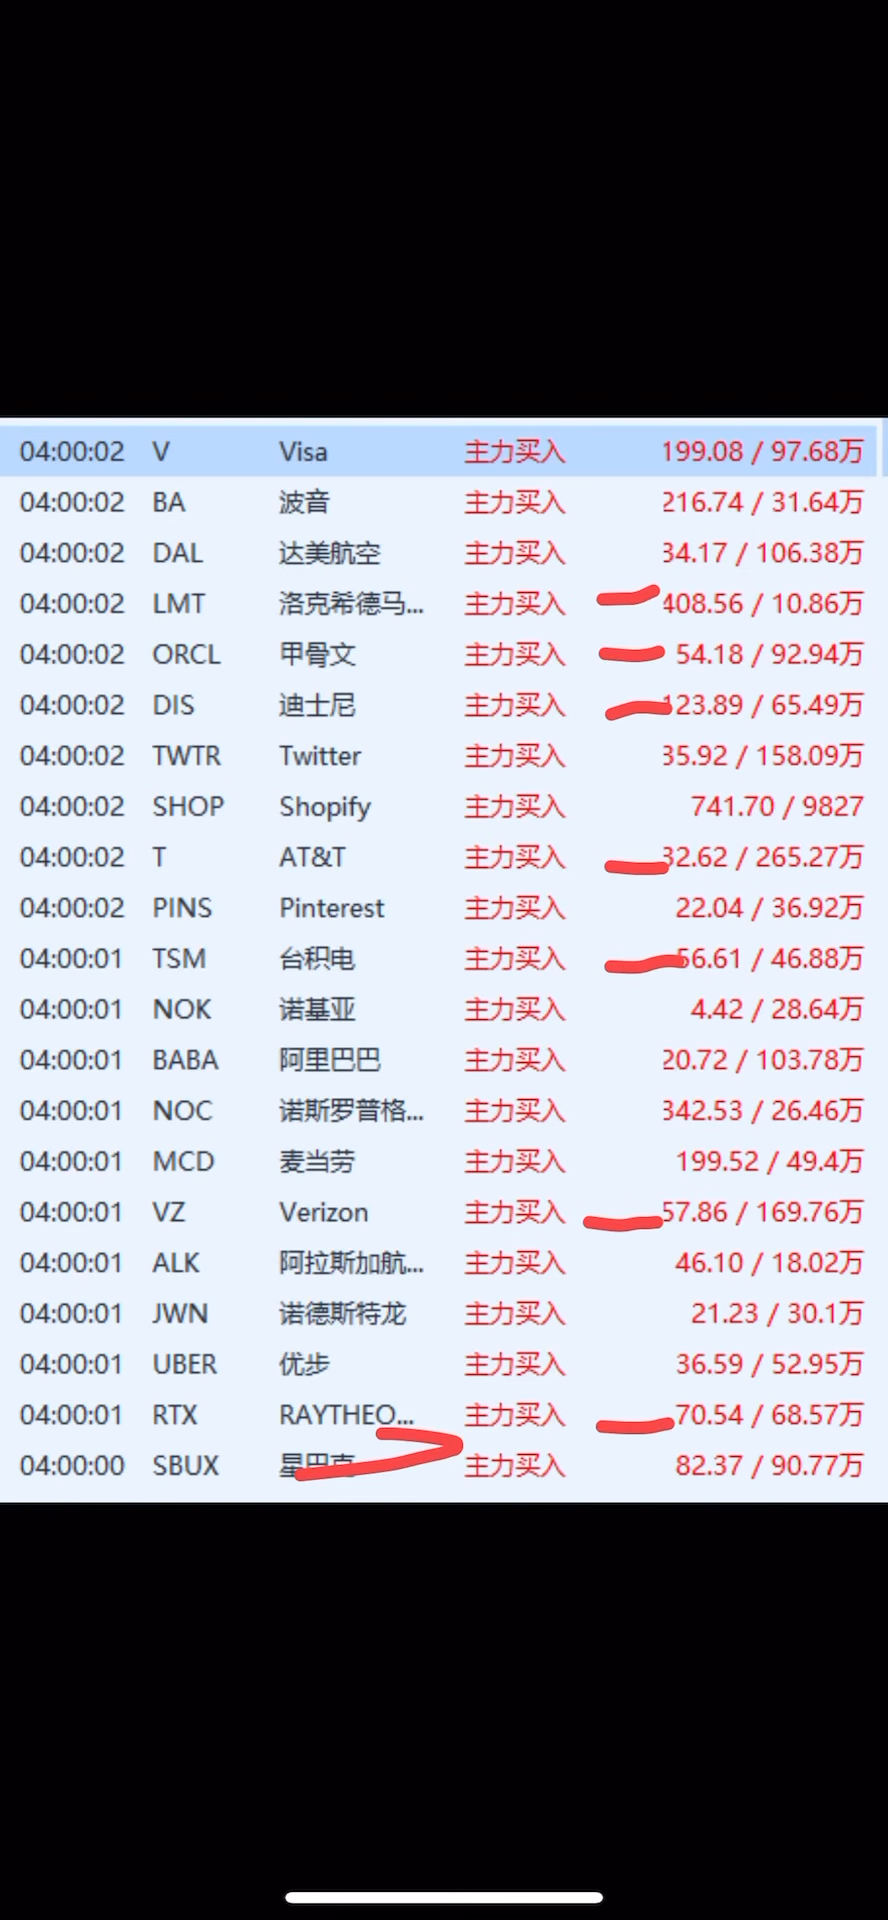 04:00:02 V Visa 主力买入 199.08 / 97.68万
04:00:02 BA 波音 主力买入 216.74 / 31.64万
04:00:02 DAL 达美航空 主力买入 34.17 / 106.38万
04:00:02 LMT 洛克希德马... 主力买入 408.56 / 10.86万
04:00:02 ORCL 甲骨文 主力买入 54.18 / 92.94万
04:00:02 DIS 迪士尼 主力买入 123.89 / 65.49万
04:00:02 TWTR Twitter 主力买入 35.92 / 158.09万
04:00:02 SHOP Shopify 主力买入 741.70 / 9827
04:00:02 T AT&T 主力买入 32.62 / 265.27万
04:00:02 PINS Pinterest 主力买入 22.04 / 36.92万
04:00:01 TSM 台积电 主力买入 56.61 / 46.88万
04:00:01 NOK 诺基亚 主力买入 4.42 / 28.64万
04:00:01 BABA 阿里巴巴 主力买入 20.72 / 103.78万
04:00:01 NOC 诺斯罗普格... 主力买入 342.53 / 26.46万
04:00:01 MCD 麦当劳 主力买入 199.52 / 49.4万
04:00:01 VZ Verizon 主力买入 57.86 / 169.76万
04:00:01 ALK 阿拉斯加航... 主力买入 46.10 / 18.02万
04:00:01 JWN 诺德斯特龙 主力买入 21.23 / 30.1万
04:00:01 UBER 优步 主力买入 36.59 / 52.95万
04:00:01 RTX RAYTHEO... 主力买入 70.54 / 68.57万
04:00:00 SBUX 星巴克 主力买入 82.37 / 90.77万